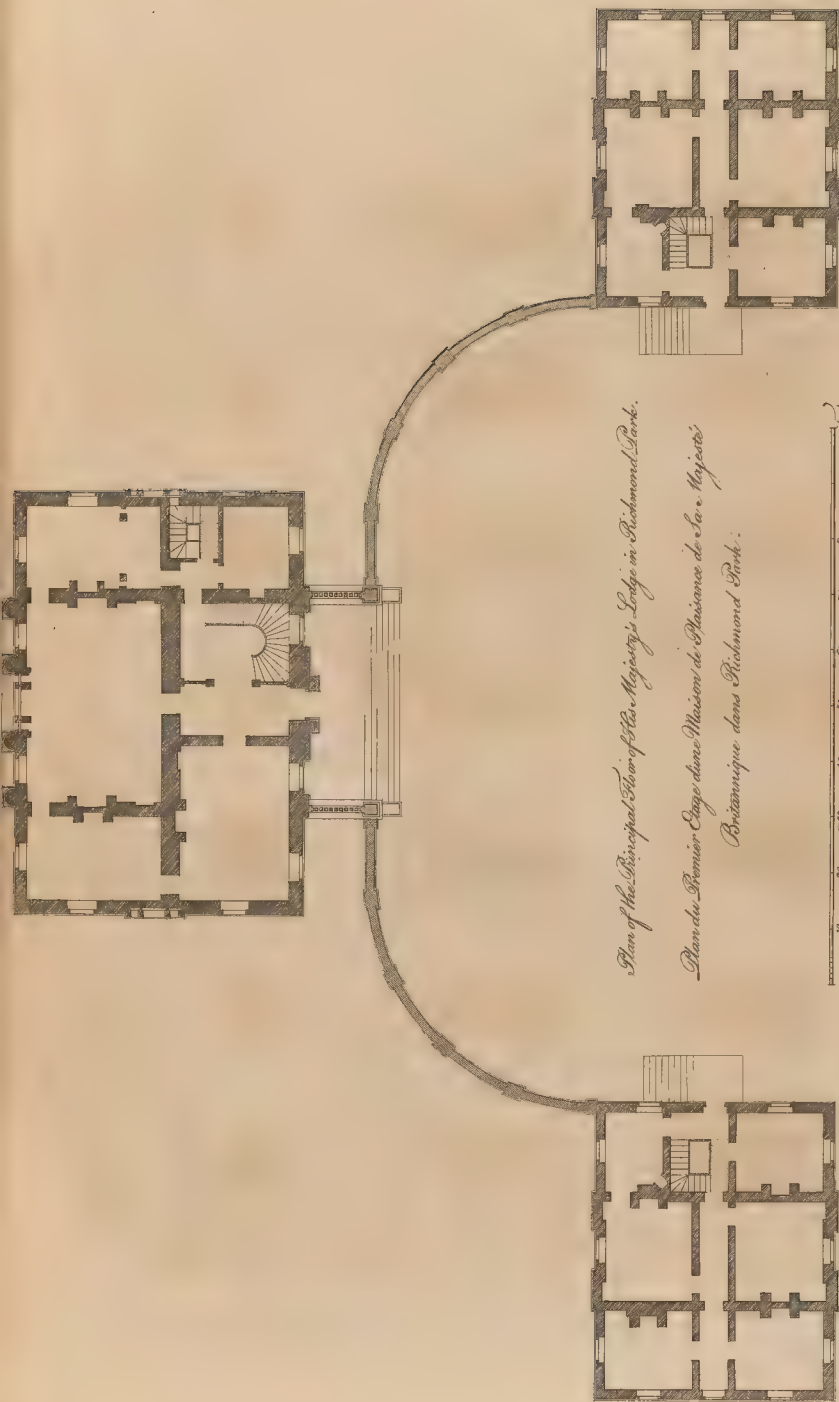 Plan of the Principal Floor of His Majesty's Lodge in Richmond Park.
Plan du Premier Etage dune Maison de Plaisance de Sa Majesté
Britannique dans Richmond Park.